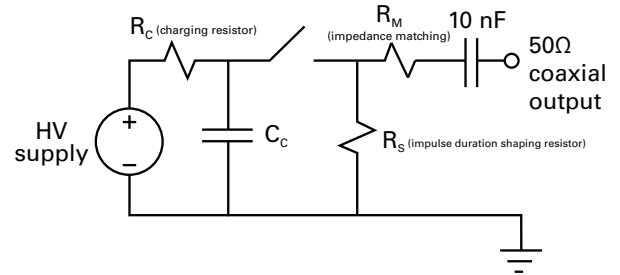 R_C (charging resistor)
R_M
(impedance matching)
10 nF
50Ω
coaxial
output
HV
supply
+
−
C_C
R_S (impulse duration shaping resistor)